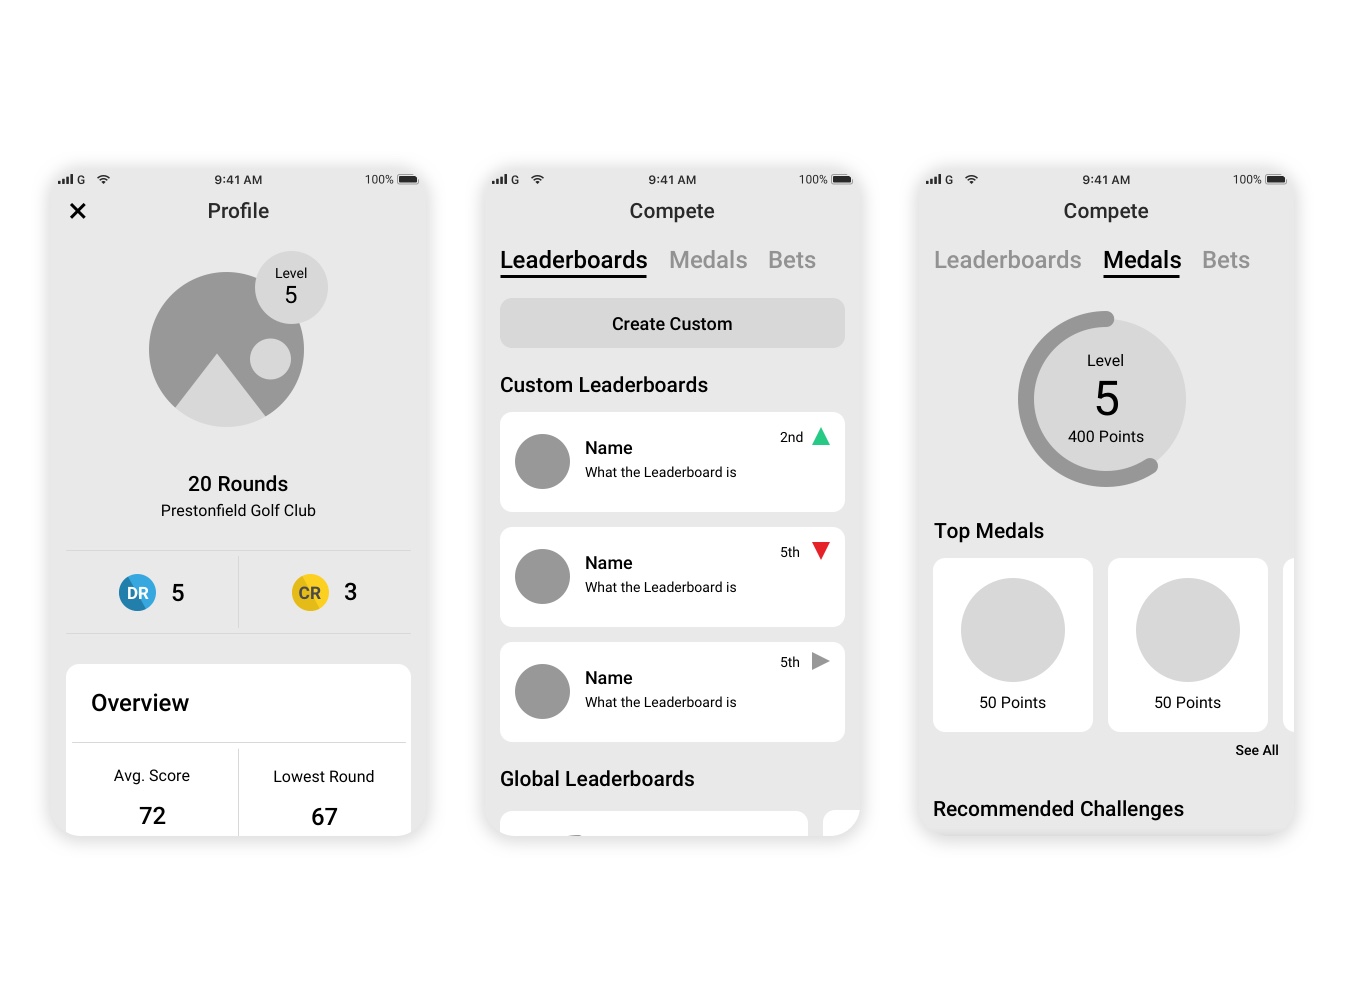 G 9:41 AM 100%
Profile
Level
5
20 Rounds
Prestonfield Golf Club
DR 5 CR 3
Overview
Avg. Score Lowest Round
72 67
G 9:41 AM 100%
Compete
Leaderboards Medals Bets
Create Custom
Custom Leaderboards
2nd
Name
What the Leaderboard is
5th
Name
What the Leaderboard is
5th
Name
What the Leaderboard is
Global Leaderboards
G 9:41 AM 100%
Compete
Leaderboards Medals Bets
Level
5
400 Points
Top Medals
50 Points 50 Points
See All
Recommended Challenges